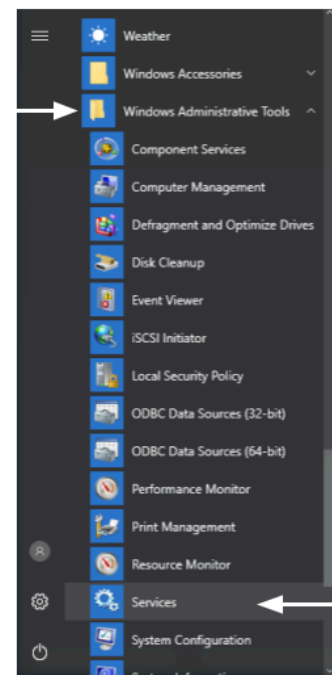 Weather
Windows Accessories
Windows Administrative Tools
Component Services
Computer Management
Defragment and Optimize Drives
Disk Cleanup
Event Viewer
iSCSI Initiator
Local Security Policy
ODBC Data Sources (32-bit)
ODBC Data Sources (64-bit)
Performance Monitor
Print Management
Resource Monitor
Services
System Configuration